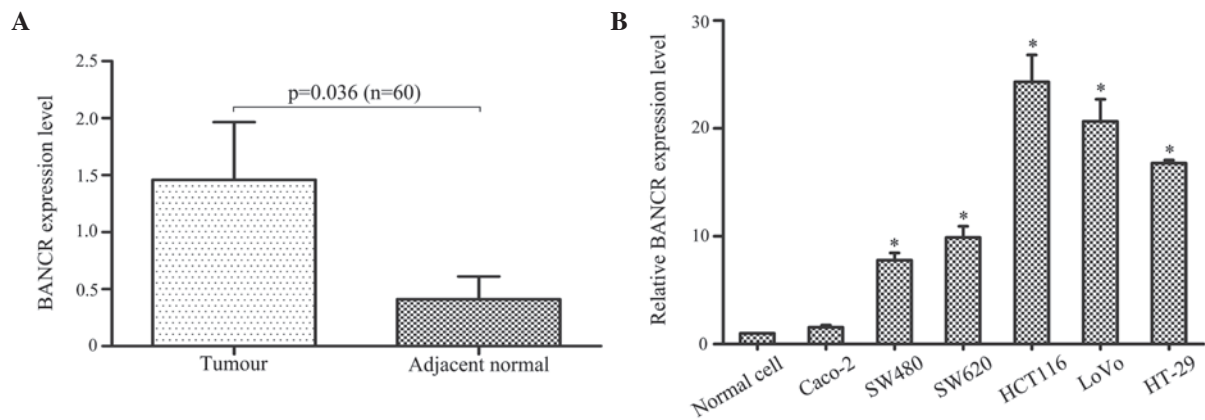 A
BANCR expression level
2.5
2.0
1.5
1.0
0.5
0
p=0.036 (n=60)
Tumour
Adjacent normal
B
Relative BANCR expression level
30
20
10
0
*
*
*
*
*
Normal cell
Caco-2
SW480
SW620
HCT116
LoVo
HT-29